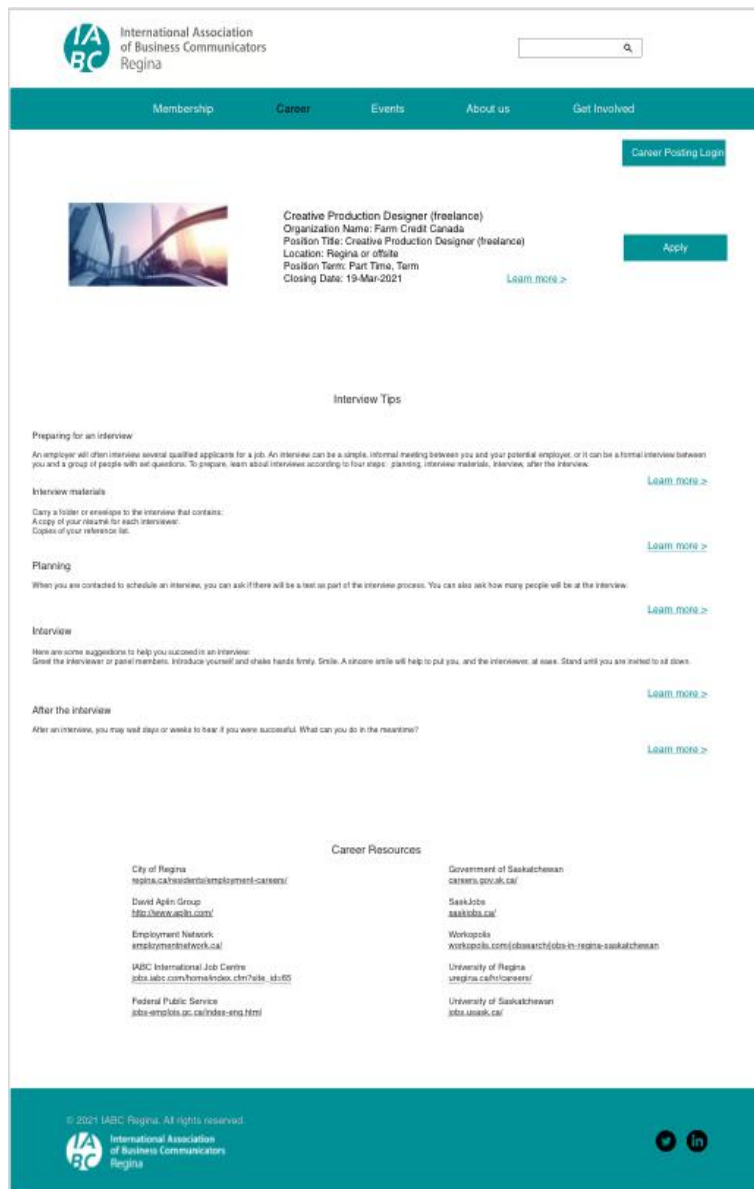 IABC
International Association
of Business Communicators
Regina
Membership
Career
Events
About us
Get Involved
Career Posting Login
Creative Production Designer (freelance)
Organization Name: Farm Credit Canada
Position Title: Creative Production Designer (freelance)
Location: Regina or offsite
Position Term: Part Time, Term
Closing Date: 19-Mar-2021
Learn more >
Apply
Interview Tips
Preparing for an interview
An employer will often interview several qualified applicants for a job. An interview can be a simple, informal meeting between you and your potential employer, or it can be a formal interview between
you and a group of people with set questions. To prepare, learn about interviews according to four steps: planning, interview materials, interview, after the interview.
Learn more >
Interview materials
Carry a folder or envelope to the interview that contains:
A copy of your résumé for each interviewer.
Copies of your reference list.
Learn more >
Planning
When you are contacted to schedule an interview, you can ask if there will be a test as part of the interview process. You can also ask how many people will be at the interview.
Learn more >
Interview
Here are some suggestions to help you succeed in an interview:
Greet the interviewer or panel members. Introduce yourself and shake hands firmly. Smile. A sincere smile will help to put you, and the interviewer, at ease. Stand until you are invited to sit down.
Learn more >
After the interview
After an interview, you may wait days or weeks to hear if you were successful. What can you do in the meantime?
Learn more >
Career Resources
City of Regina
regina.ca/residents/employment-careers/
David Aplin Group
http://www.aplin.com/
Employment Network
employmentnetwork.ca/
IABC International Job Centre
jobs.iabc.com/home/index.cfm?site_id=65
Federal Public Service
jobs-emplois.gc.ca/index-eng.html
Government of Saskatchewan
careers.gov.sk.ca/
SaskJobs
saskjobs.ca/
Workopolis
workopolis.com/jobsearch/jobs-in-regina-saskatchewan
University of Regina
uregina.ca/hr/careers/
University of Saskatchewan
jobs.usask.ca/
© 2021 IABC Regina. All rights reserved.
IABC
International Association
of Business Communicators
Regina
in